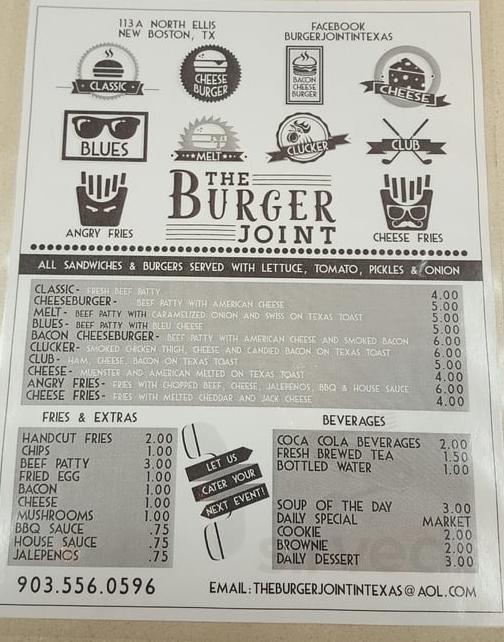 113A NORTH ELLIS
NEW BOSTON, TX
FACEBOOK
BURGERJOINTINTEXAS
CLASSIC
CHEESE
BURGER
BACON
CHEESE
BURGER
CHEESE
BLUES
MELT
CLUCKER
CLUB
ANGRY FRIES
THE
BURGER
JOINT
CHEESE FRIES
ALL SANDWICHES & BURGERS SERVED WITH LETTUCE, TOMATO, PICKLES & ONION
CLASSIC- FRESH BEEF PATTY 4.00
CHEESEBURGER- BEEF PATTY WITH AMERICAN CHEESE 5.00
MELT- BEEF PATTY WITH CARAMELIZED ONION AND SWISS ON TEXAS TOAST 5.00
BLUES- BEEF PATTY WITH BLEU CHEESE 5.00
BACON CHEESEBURGER- BEEF PATTY WITH AMERICAN CHEESE AND SMOKED BACON 6.00
CLUCKER- SMOKED CHICKEN THIGH, CHEESE AND CANDIED BACON ON TEXAS TOAST 6.00
CLUB- HAM, CHEESE, BACON ON TEXAS TOAST 5.00
CHEESE- MUENSTER AND AMERICAN MELTED ON TEXAS TOAST 4.00
ANGRY FRIES- FRIES WITH CHOPPED BEEF, CHEESE, JALEPENOS, BBQ & HOUSE SAUCE 6.00
CHEESE FRIES- FRIES WITH MELTED CHEDDAR AND JACK CHEESE 4.00
FRIES & EXTRAS
HANDCUT FRIES 2.00
CHIPS 1.00
BEEF PATTY 3.00
FRIED EGG 1.00
BACON 1.00
CHEESE 1.00
MUSHROOMS 1.00
BBQ SAUCE .75
HOUSE SAUCE .75
JALEPENOS .75
LET US
CATER YOUR
NEXT EVENT!
BEVERAGES
COCA COLA BEVERAGES 2.00
FRESH BREWED TEA 1.50
BOTTLED WATER 1.00
SOUP OF THE DAY 3.00
DAILY SPECIAL MARKET
COOKIE 2.00
BROWNIE 2.00
DAILY DESSERT 3.00
903.556.0596
EMAIL: THEBURGERJOINTINTEXAS@AOL.COM